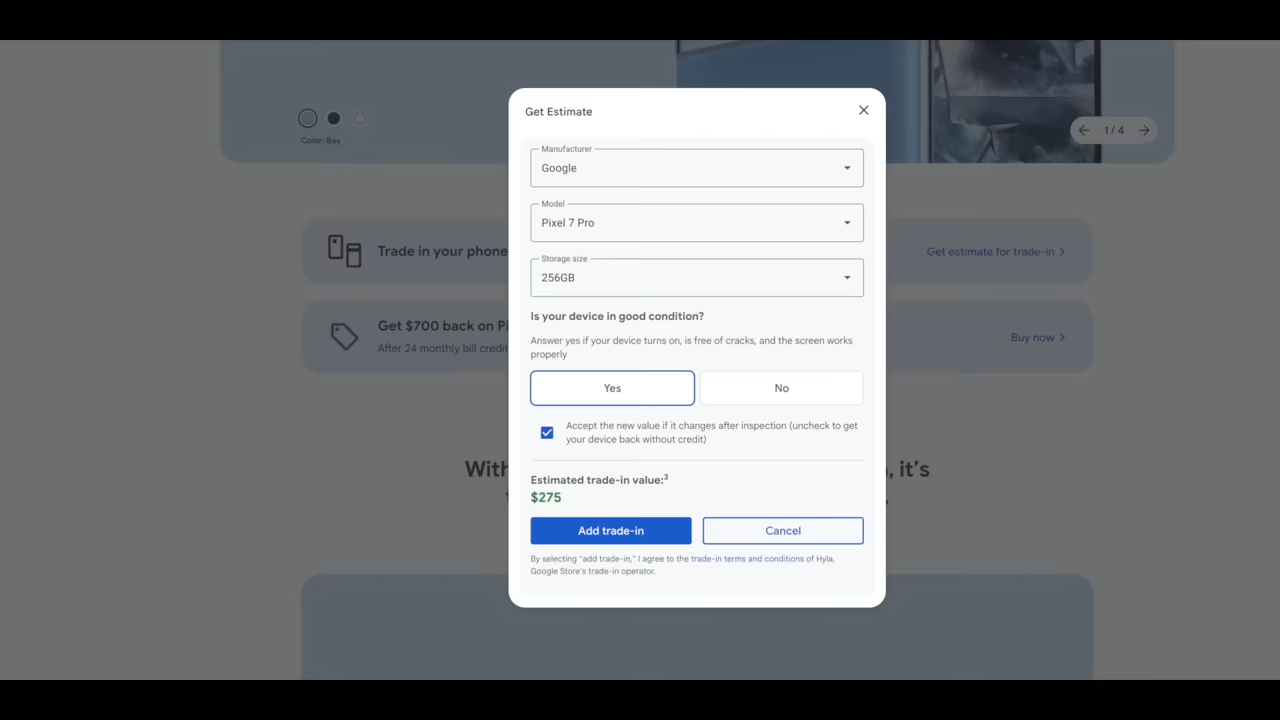 Get Estimate
Color: Bay
1 / 4
Manufacturer
Google
Trade in your phone
Get estimate for trade-in
Model
Pixel 7 Pro
Storage size
256GB
Get $700 back on Pi
After 24 monthly bill credit
Buy now
Is your device in good condition?
Answer yes if your device turns on, is free of cracks, and the screen works
properly
Yes
No
Accept the new value if it changes after inspection (uncheck to get
your device back without credit)
With
, it's
Estimated trade-in value:3
$275
Add trade-in
Cancel
By selecting "add trade-in," I agree to the trade-in terms and conditions of Hyla,
Google Store's trade-in operator.